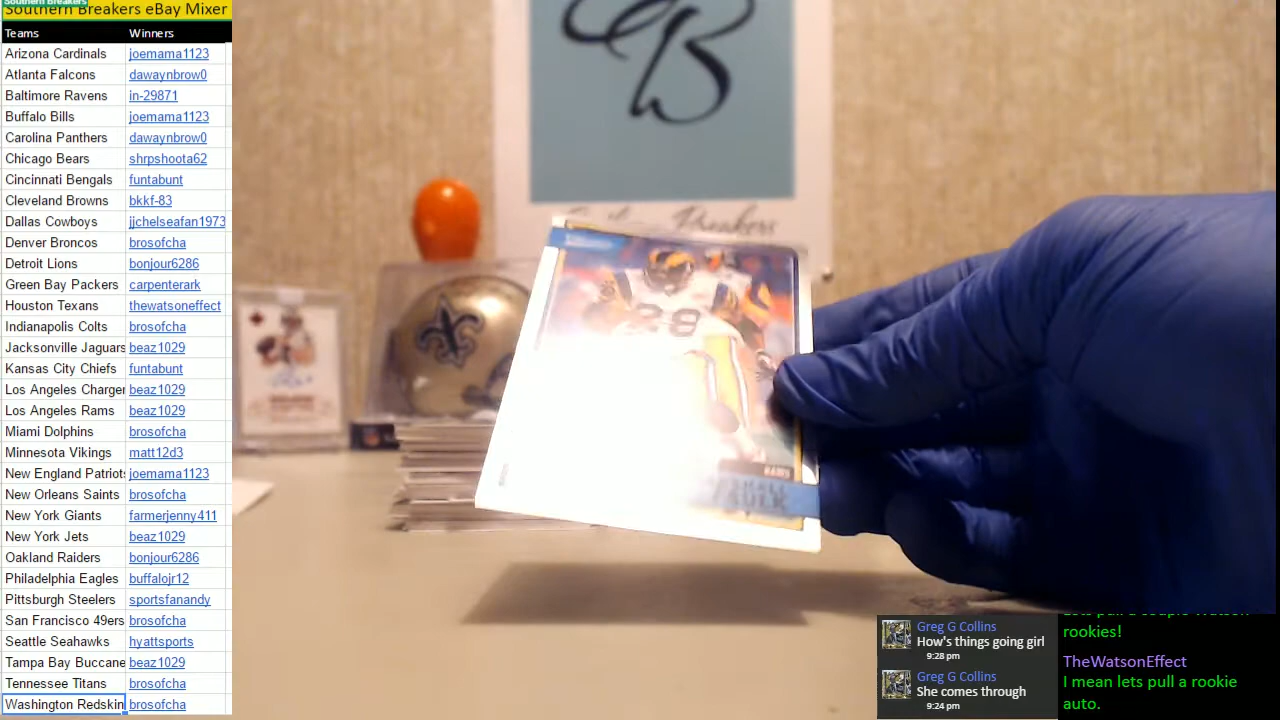 Southern Breakers
Southern Breakers eBay Mixer
Teams Winners
Arizona Cardinals joemama1123
Atlanta Falcons dawaynbrow0
Baltimore Ravens in-29871
Buffalo Bills joemama1123
Carolina Panthers dawaynbrow0
Chicago Bears shrpshoota62
Cincinnati Bengals funtabunt
Cleveland Browns bkkf-83
Dallas Cowboys jjchelseafan1973
Denver Broncos brosofcha
Detroit Lions bonjour6286
Green Bay Packers carpenterark
Houston Texans thewatsoneffect
Indianapolis Colts brosofcha
Jacksonville Jaguars beaz1029
Kansas City Chiefs funtabunt
Los Angeles Charger beaz1029
Los Angeles Rams beaz1029
Miami Dolphins brosofcha
Minnesota Vikings matt12d3
New England Patriots joemama1123
New Orleans Saints brosofcha
New York Giants farmerjenny411
New York Jets beaz1029
Oakland Raiders bonjour6286
Philadelphia Eagles buffalojr12
Pittsburgh Steelers sportsfanandy
San Francisco 49ers brosofcha
Seattle Seahawks hyattsports
Tampa Bay Buccane beaz1029
Tennessee Titans brosofcha
Washington Redskin brosofcha
B
Breakers
28
FAULK
Greg G Collins
How's things going girl
9:28 pm
Greg G Collins
She comes through
9:24 pm
rookies!
TheWatsonEffect
I mean lets pull a rookie
auto.